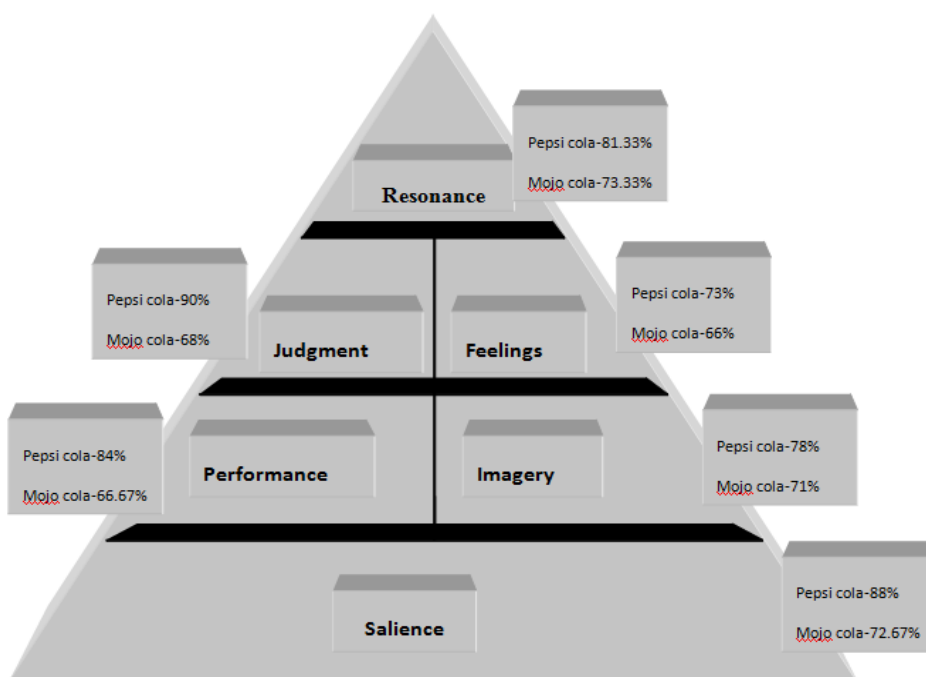 Pepsi cola-81.33%
Mojo cola-73.33%
Resonance
Pepsi cola-90%
Mojo cola-68%
Judgment
Feelings
Pepsi cola-73%
Mojo cola-66%
Pepsi cola-84%
Mojo cola-66.67%
Performance
Imagery
Pepsi cola-78%
Mojo cola-71%
Salience
Pepsi cola-88%
Mojo cola-72.67%